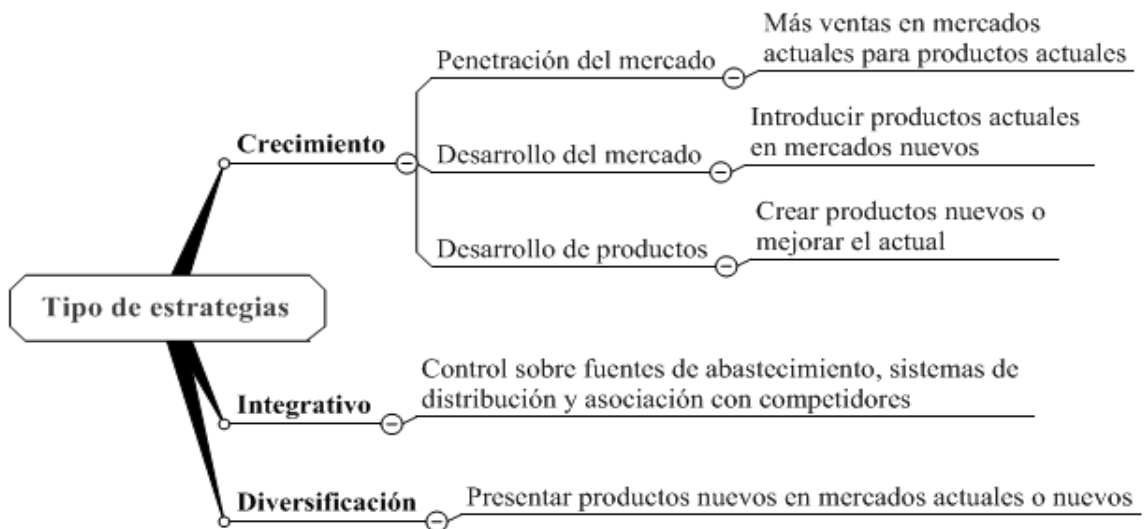 Tipo de estrategias
Crecimiento
Penetración del mercado
Más ventas en mercados
actuales para productos actuales
Desarrollo del mercado
Introducir productos actuales
en mercados nuevos
Desarrollo de productos
Crear productos nuevos o
mejorar el actual
Integrativo
Control sobre fuentes de abastecimiento, sistemas de
distribución y asociación con competidores
Diversificación
Presentar productos nuevos en mercados actuales o nuevos